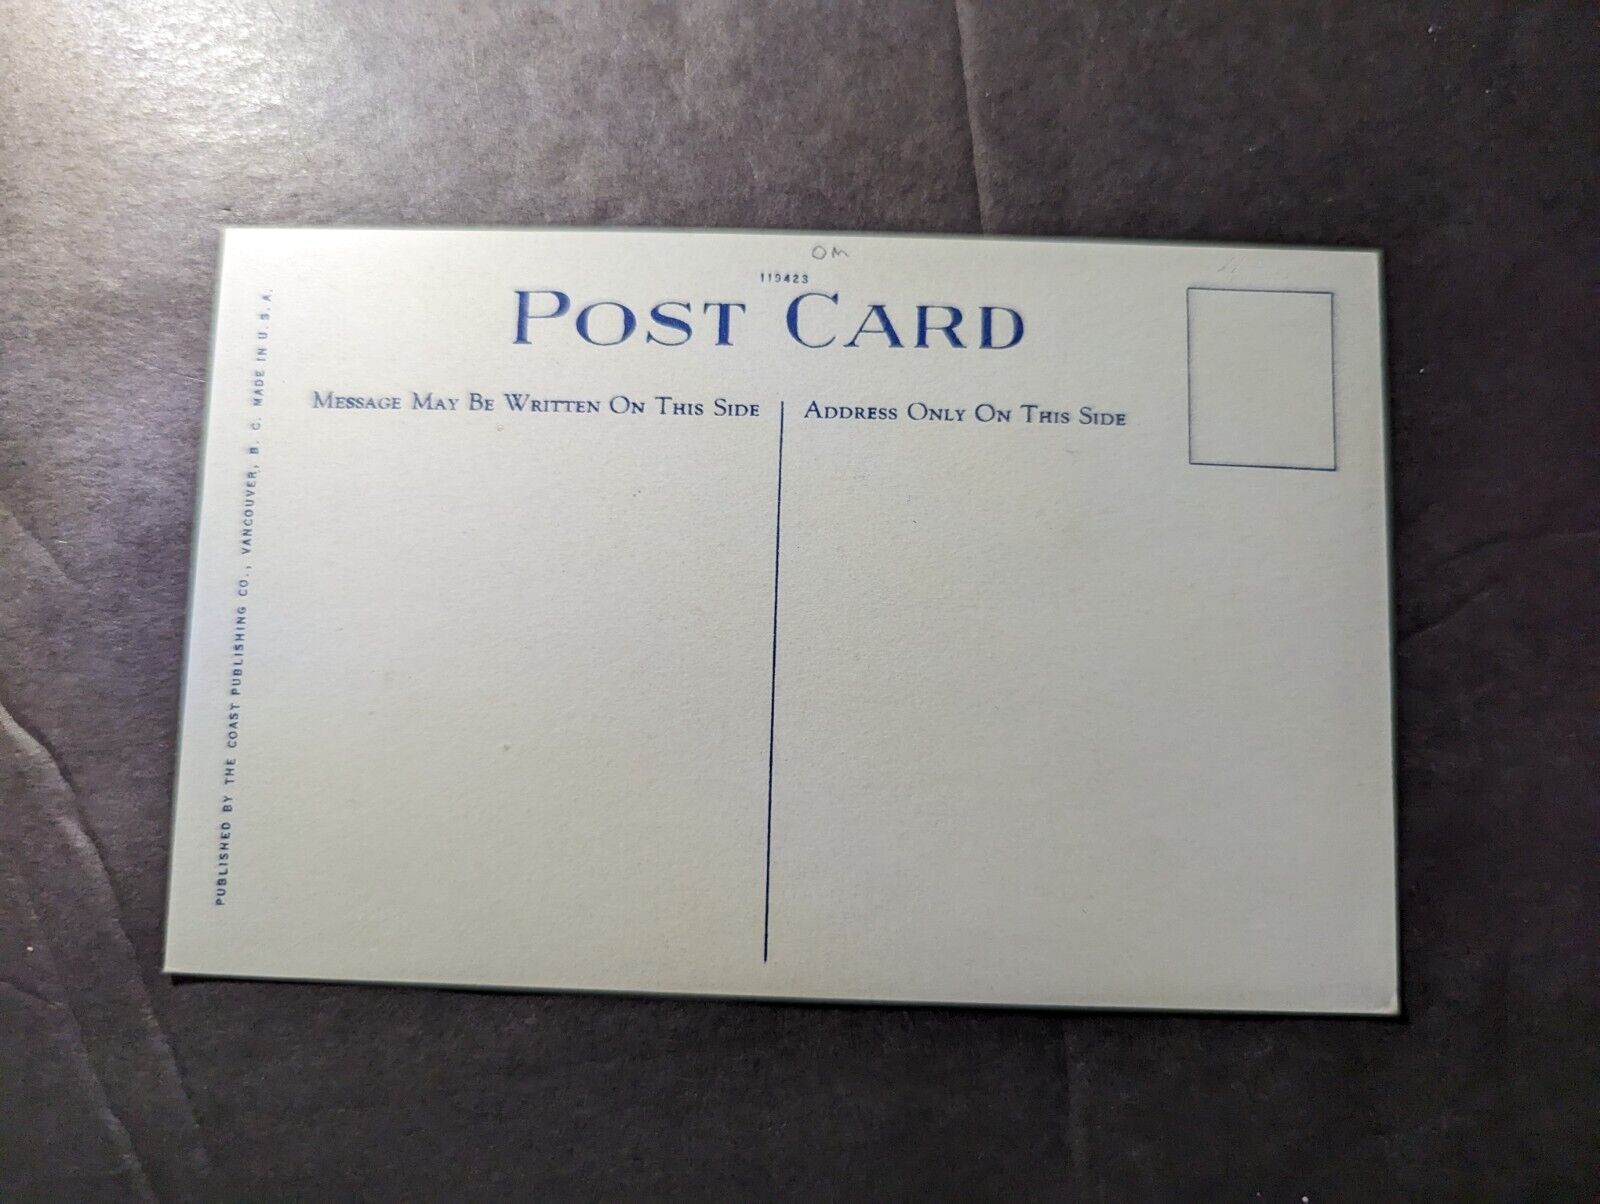 OM
119423
POST CARD
MESSAGE MAY BE WRITTEN ON THIS SIDE
ADDRESS ONLY ON THIS SIDE
PUBLISHED BY THE COAST PUBLISHING CO., VANCOUVER, B. C. MADE IN U. S. A.